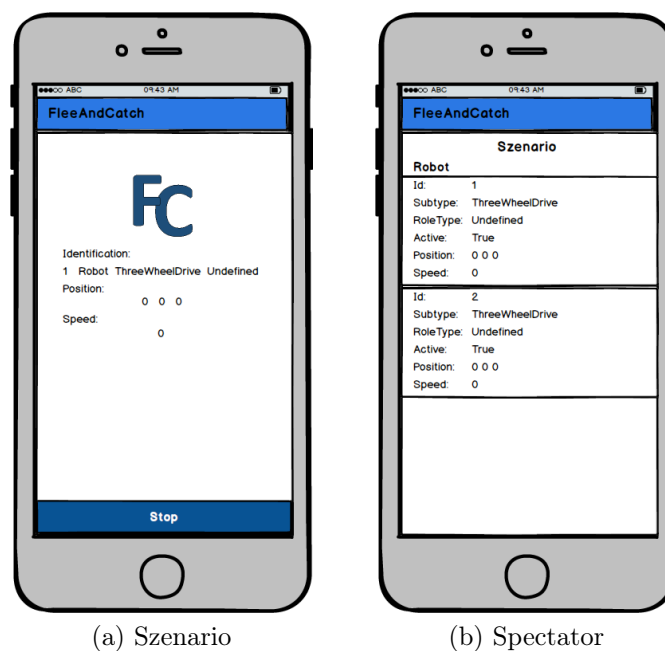 ABC 09:43 AM
FleeAndCatch
FC
Identification:
1 Robot ThreeWheelDrive Undefined
Position:
0 0 0
Speed:
0
Stop
(a) Szenario
ABC 09:43 AM
FleeAndCatch
Szenario
Robot
Id: 1
Subtype: ThreeWheelDrive
RoleType: Undefined
Active: True
Position: 0 0 0
Speed: 0
Id: 2
Subtype: ThreeWheelDrive
RoleType: Undefined
Active: True
Position: 0 0 0
Speed: 0
(b) Spectator